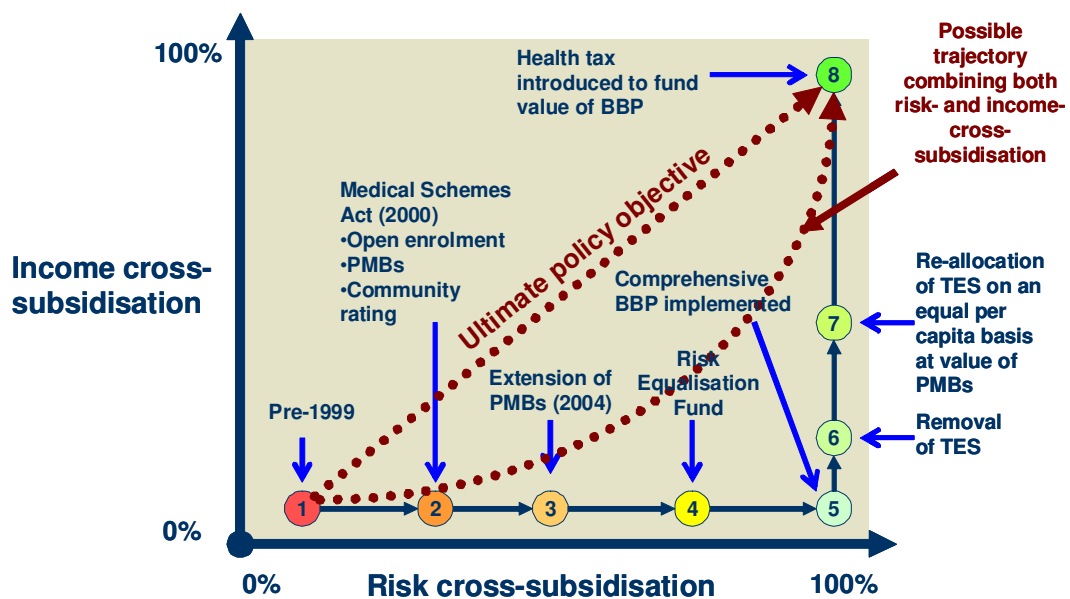 100%
Income cross-
subsidisation
0%
0%
Risk cross-subsidisation
100%
Health tax
introduced to fund
value of BBP
8
Possible
trajectory
combining both
risk- and income-
cross-
subsidisation
Medical Schemes
Act (2000)
•Open enrolment
•PMBs
•Community
rating
Ultimate policy objective
Comprehensive
BBP implemented
Re-allocation
of TES on an
equal per
capita basis
at value of
PMBs
7
Risk
Equalisation
Fund
Extension of
PMBs (2004)
Pre-1999
Removal
of TES
6
1
2
3
4
5